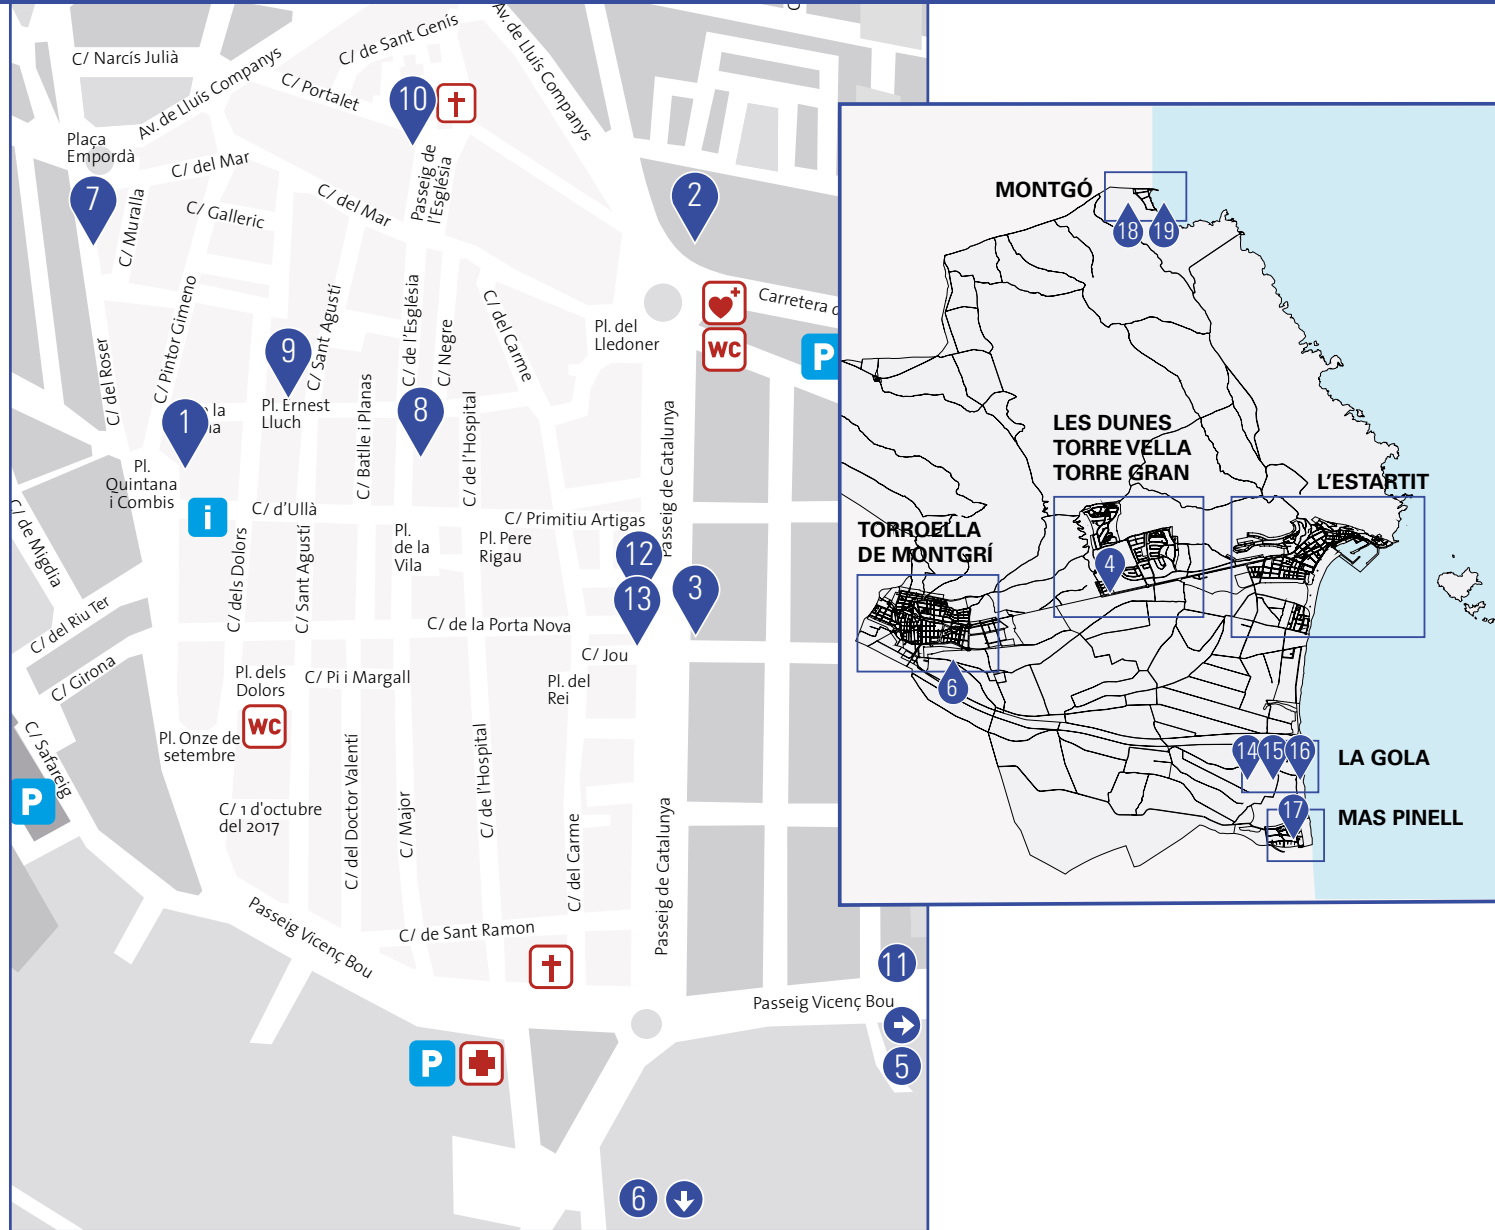 C/ Narcís Julià
Av. de Lluís Companys
C/ de Sant Genís
C/ Portalet
Av. de Lluís Companys
10
Plaça
Empordà
C/ del Mar
7
C/ Muralla
C/ Galleric
C/ del Mar
Passeig de
l'Església
2
C/ Pintor Gimeno
C/ Sant Agustí
C/ de l'Església
C/ Negre
C/ del Carme
Pl. del
Lledoner
Carretera
WC
P
C/ del Roser
9
Pl. Ernest
Lluch
8
1
la
C/ Batlle i Planas
C/ de l'Hospital
Passeig de Catalunya
Pl.
Quintana
i Combis
i
C/ d'Ullà
C/ de Migdia
C/ dels Dolors
C/ Sant Agustí
Pl.
de la
Vila
C/ Primitiu Artigas
Pl. Pere
Rigau
12
13
3
C/ del Riu Ter
C/ de la Porta Nova
C/ Jou
C/ Girona
Pl. dels
Dolors
C/ Pi i Margall
Pl. del
Rei
WC
Pl. Onze de
setembre
C/ Safareig
P
C/ 1 d'octubre
del 2017
C/ del Doctor Valentí
C/ Major
C/ de l'Hospital
C/ del Carme
Passeig de Catalunya
Passeig Vicenç Bou
C/ de Sant Ramon
11
Passeig Vicenç Bou
5
P
6
MONTGÓ
18
19
LES DUNES
TORRE VELLA
TORRE GRAN
L'ESTARTIT
TORROELLA
DE MONTGRÍ
4
6
14
15
16
LA GOLA
17
MAS PINELL